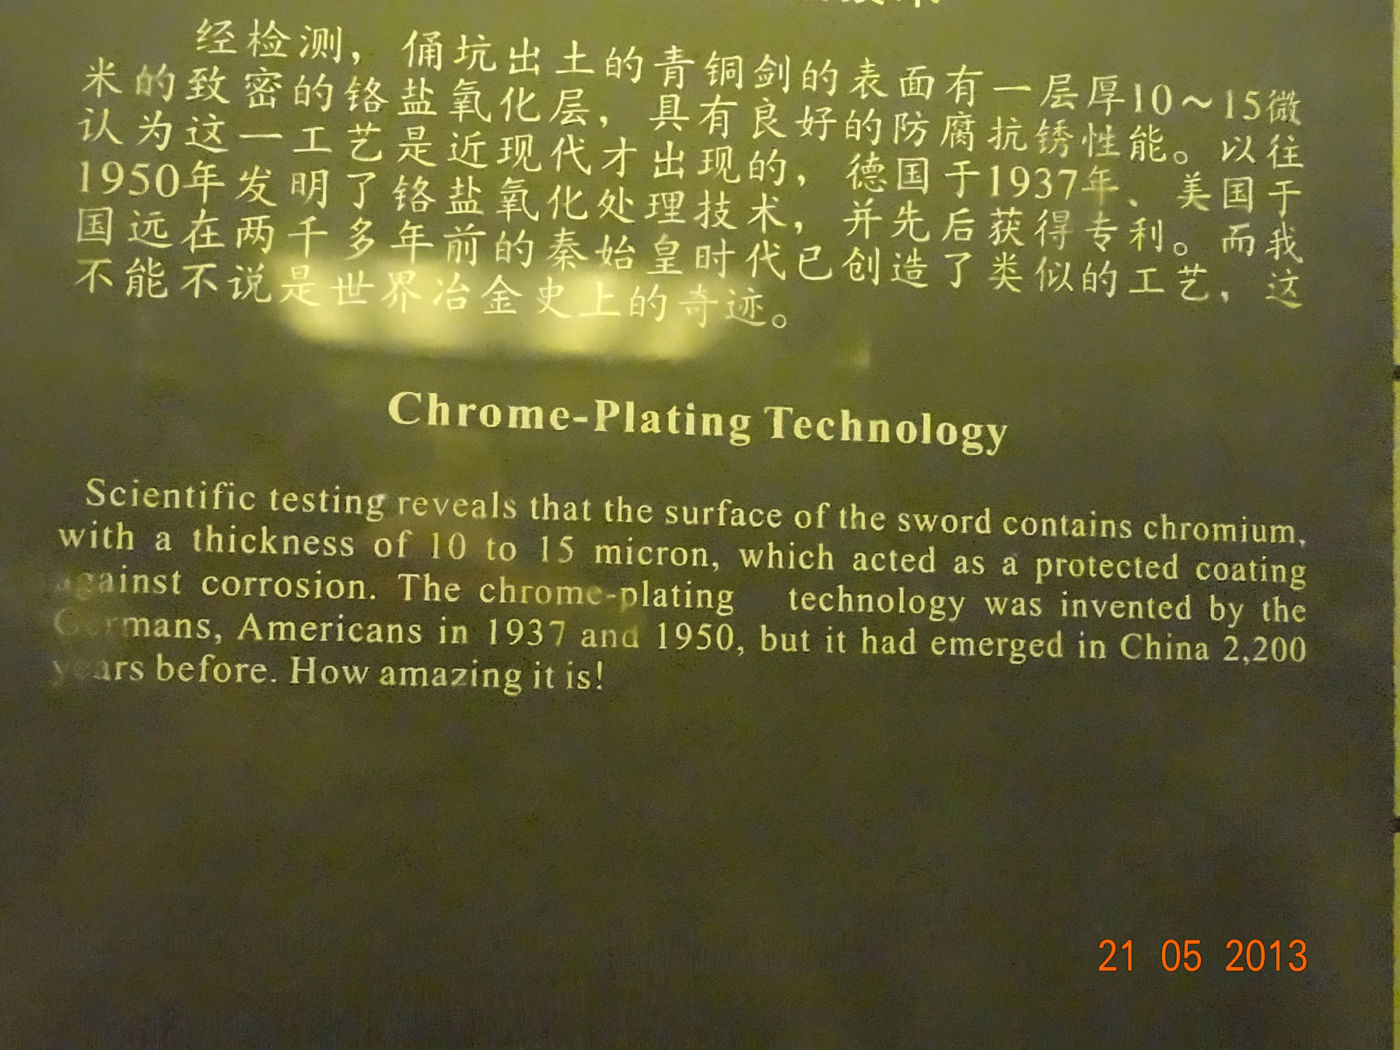 经检测，俑坑出土的青铜剑的表面有一层厚10～15微
米的致密的铬盐氧化层，具有良好的防腐抗锈性能。以往
认为这一工艺是近现代才出现的，德国于1937年、美国于
1950年发明了铬盐氧化处理技术，并先后获得专利。而我
国远在两千多年前的秦始皇时代已创造了类似的工艺，这
不能不说是世界冶金史上的奇迹。
Chrome-Plating Technology
Scientific testing reveals that the surface of the sword contains chromium,
with a thickness of 10 to 15 micron, which acted as a protected coating
against corrosion. The chrome-plating technology was invented by the
Germans, Americans in 1937 and 1950, but it had emerged in China 2,200
years before. How amazing it is!
21 05 2013